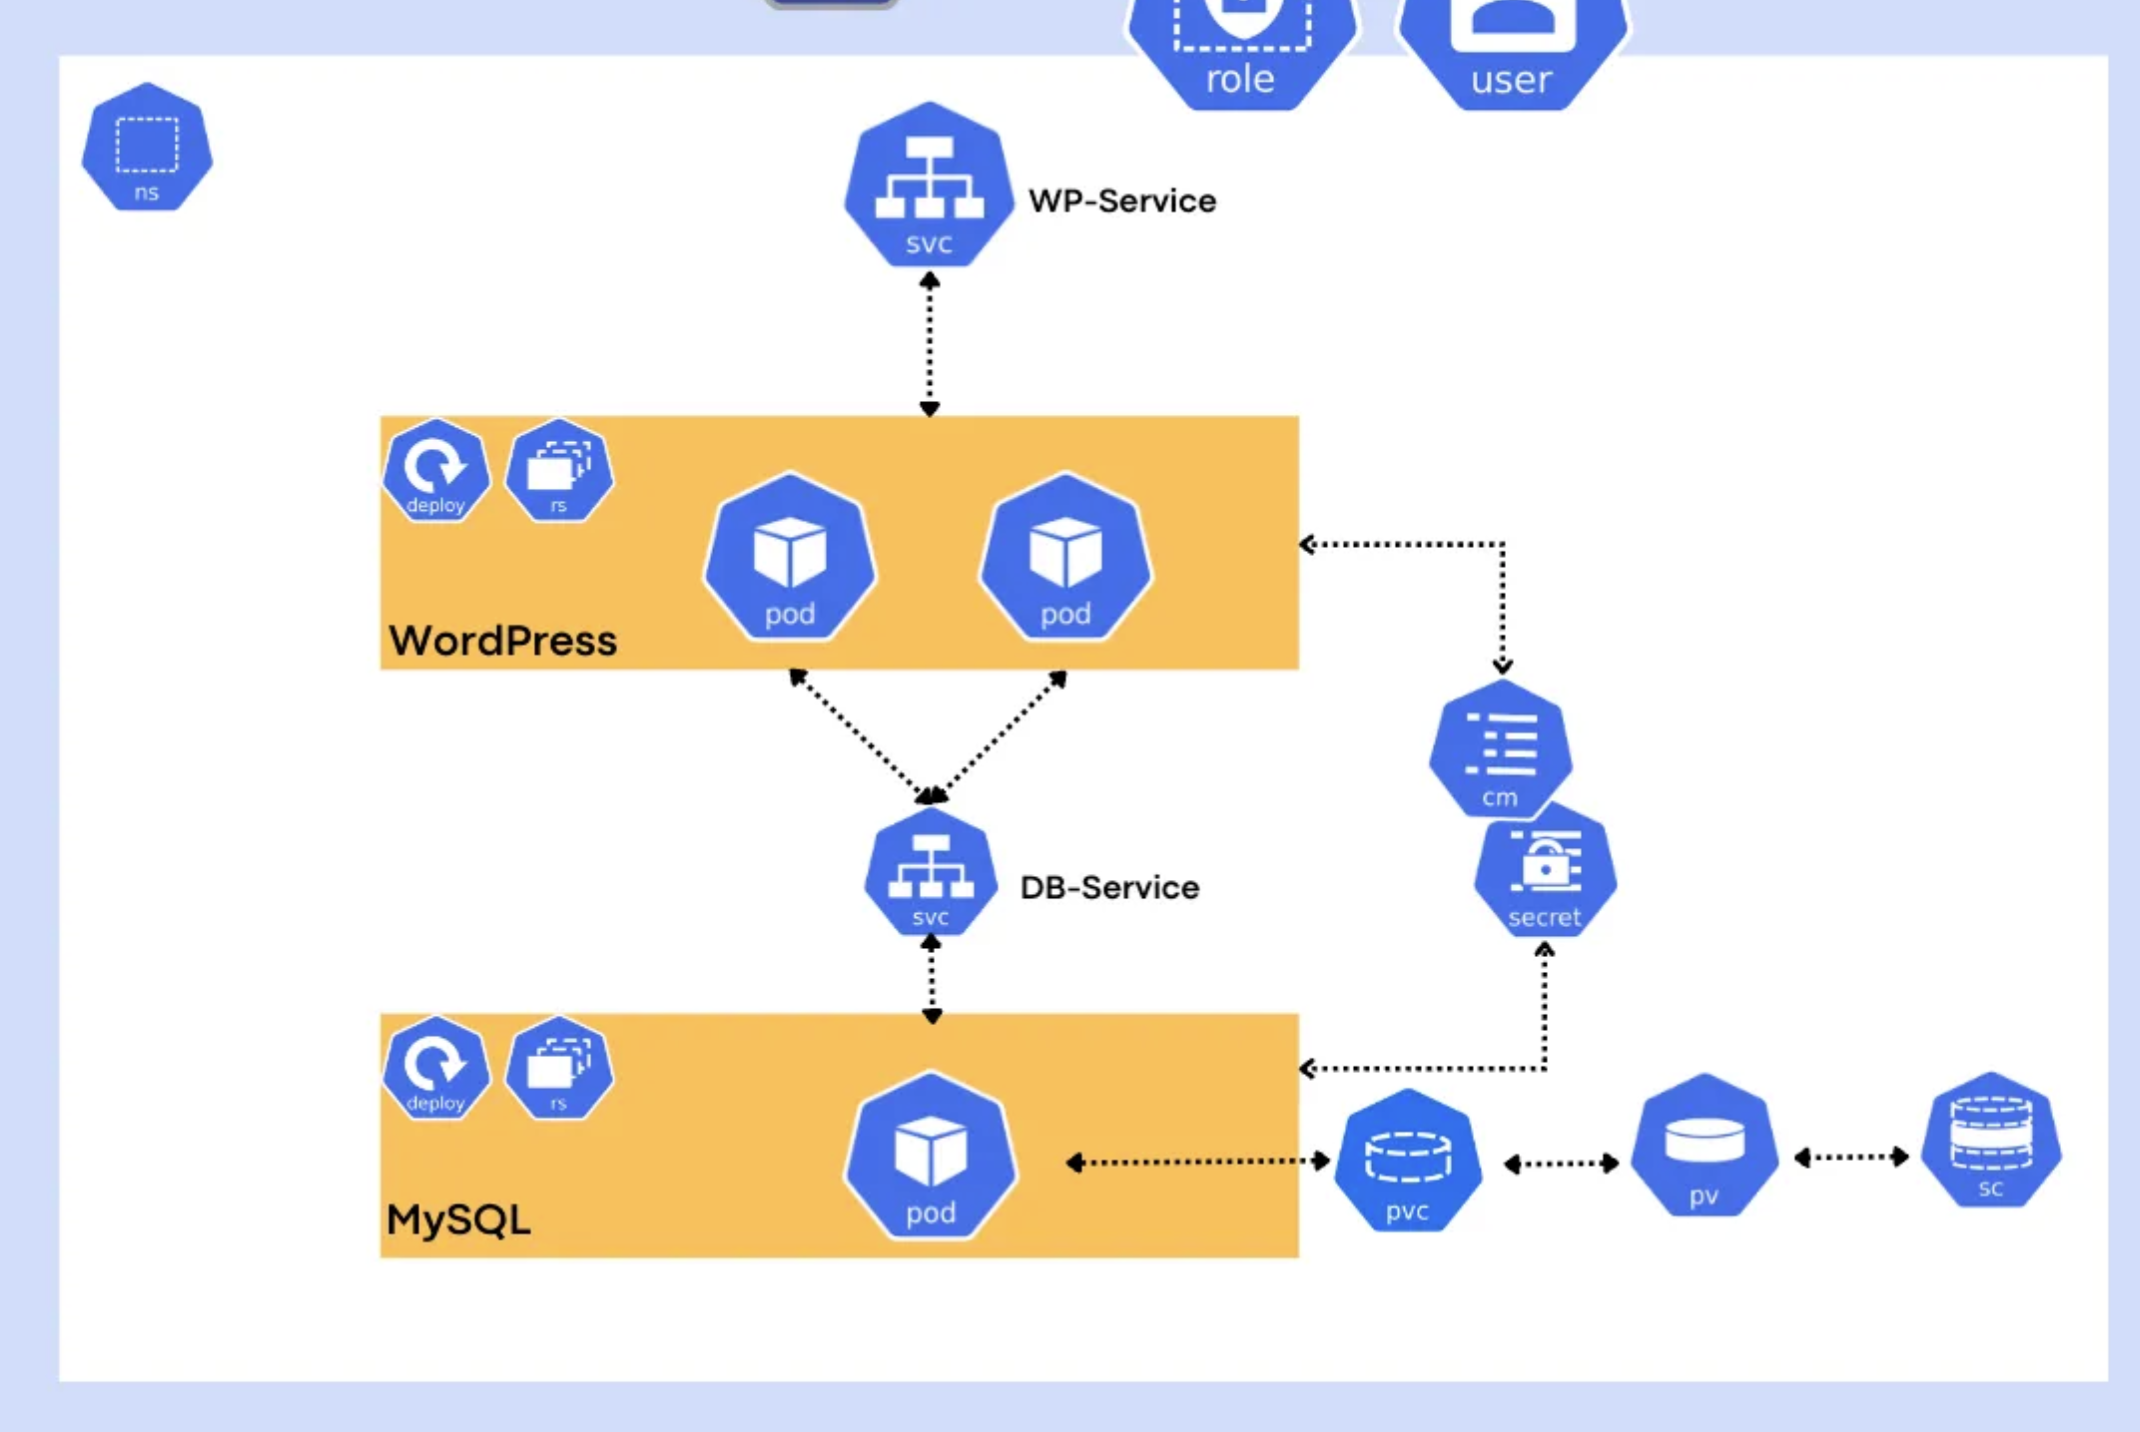 role
user
ns
svc
WP-Service
deploy
rs
pod
pod
WordPress
cm
svc
DB-Service
secret
deploy
rs
pod
MySQL
pvc
pv
sc